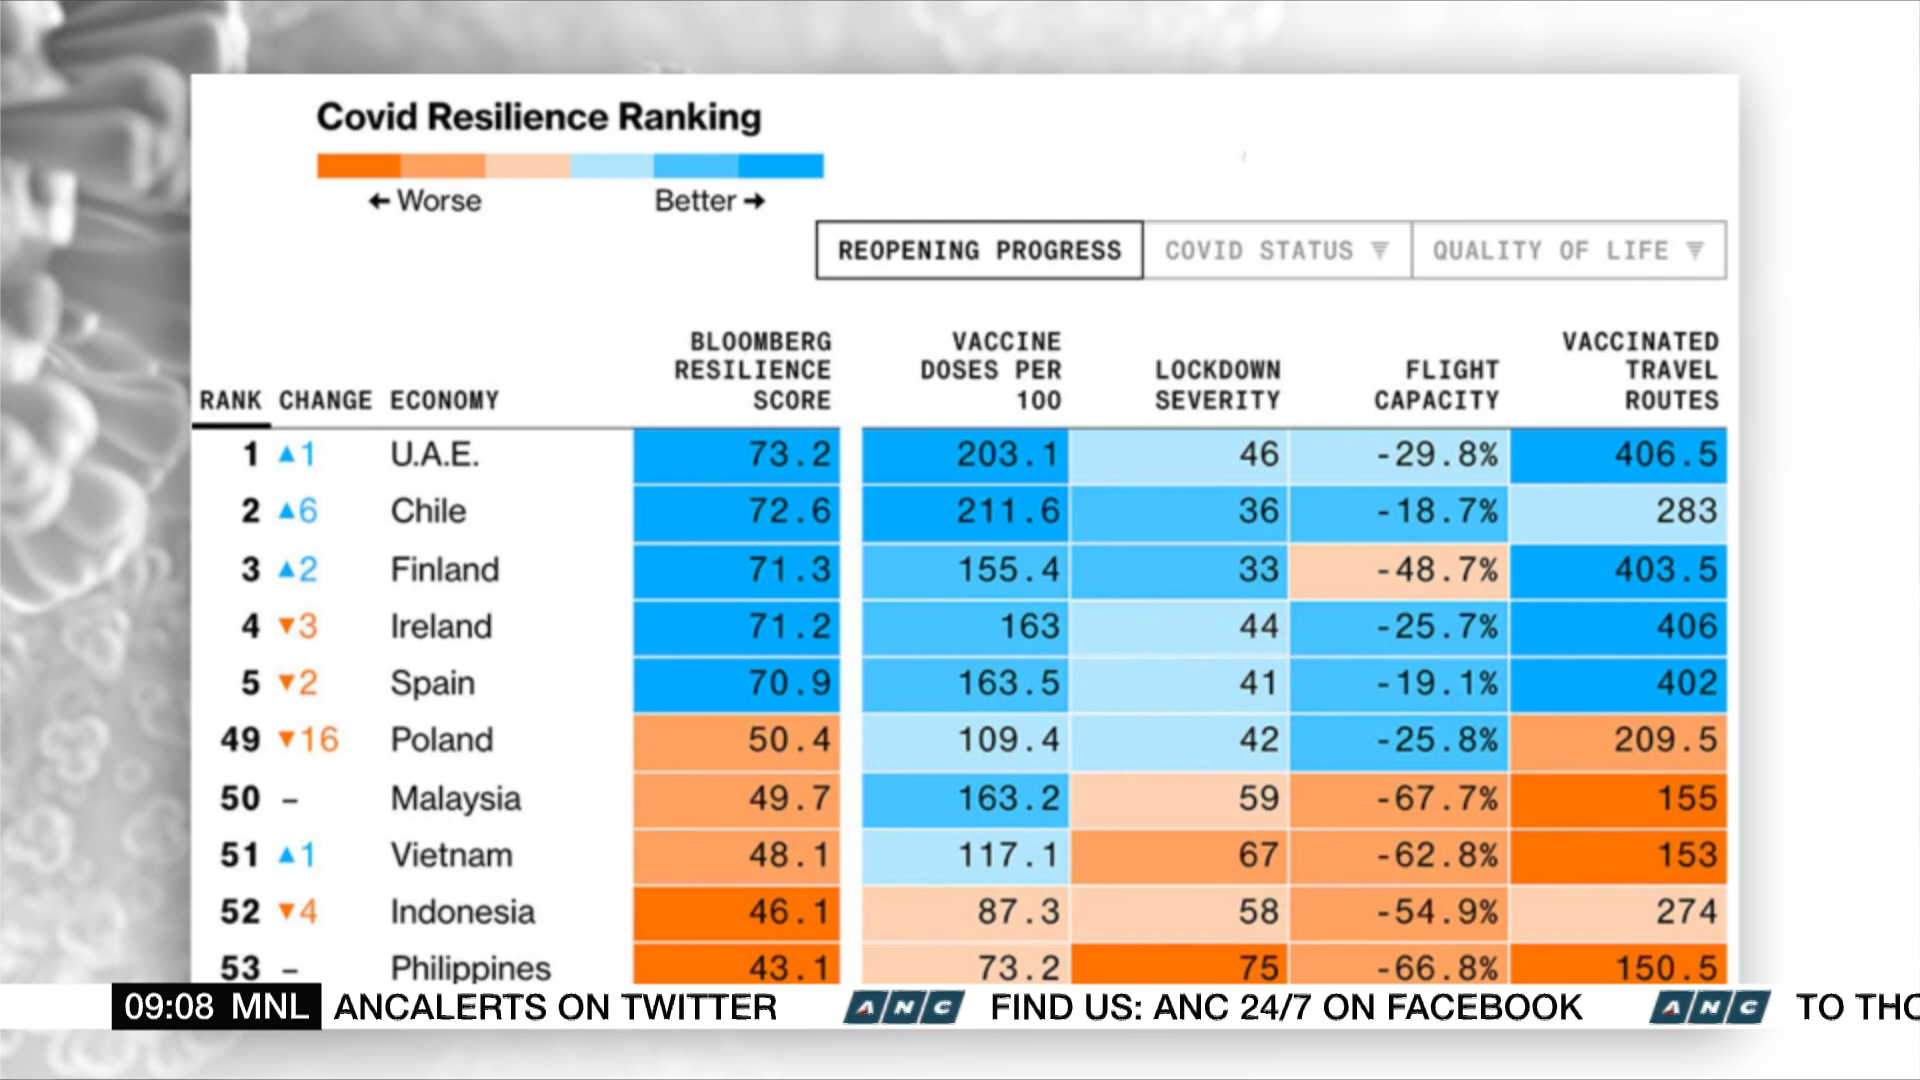 Covid Resilience Ranking
← Worse Better →
REOPENING PROGRESS COVID STATUS QUALITY OF LIFE
RANK CHANGE ECONOMY BLOOMBERG RESILIENCE SCORE VACCINE DOSES PER 100 LOCKDOWN SEVERITY FLIGHT CAPACITY VACCINATED TRAVEL ROUTES
1 ▲1 U.A.E. 73.2 203.1 46 -29.8% 406.5
2 ▲6 Chile 72.6 211.6 36 -18.7% 283
3 ▲2 Finland 71.3 155.4 33 -48.7% 403.5
4 ▼3 Ireland 71.2 163 44 -25.7% 406
5 ▼2 Spain 70.9 163.5 41 -19.1% 402
49 ▼16 Poland 50.4 109.4 42 -25.8% 209.5
50 – Malaysia 49.7 163.2 59 -67.7% 155
51 ▲1 Vietnam 48.1 117.1 67 -62.8% 153
52 ▼4 Indonesia 46.1 87.3 58 -54.9% 274
53 – Philippines 43.1 73.2 75 -66.8% 150.5
09:08 MNL ANCALERTS ON TWITTER ANC FIND US: ANC 24/7 ON FACEBOOK ANC TO